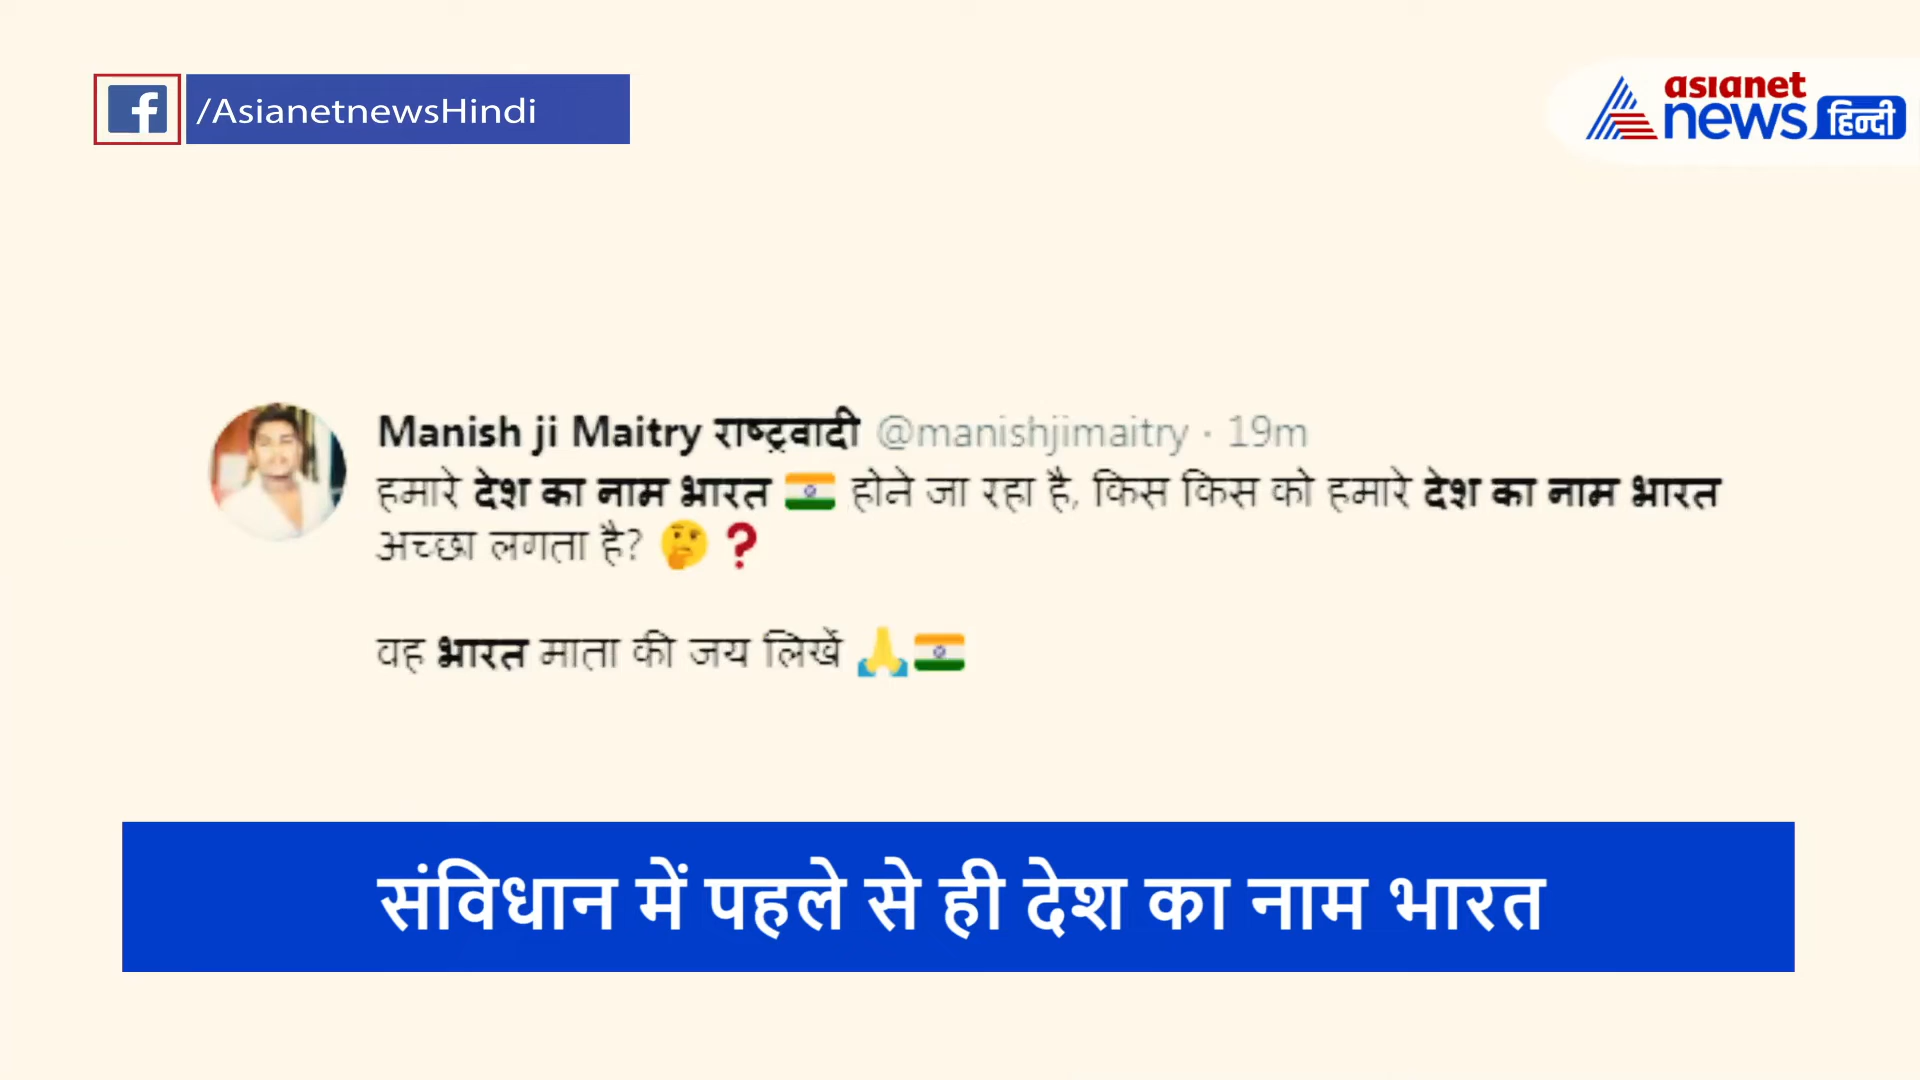 /AsianetnewsHindi
asianet
news हिन्दी
Manish ji Maitry राष्ट्रवादी @manishjimaitry · 19m
हमारे देश का नाम भारत 🇮🇳 होने जा रहा है, किस किस को हमारे देश का नाम भारत
अच्छा लगता है? 🤔❓
वह भारत माता की जय लिखें 🙏🇮🇳
संविधान में पहले से ही देश का नाम भारत